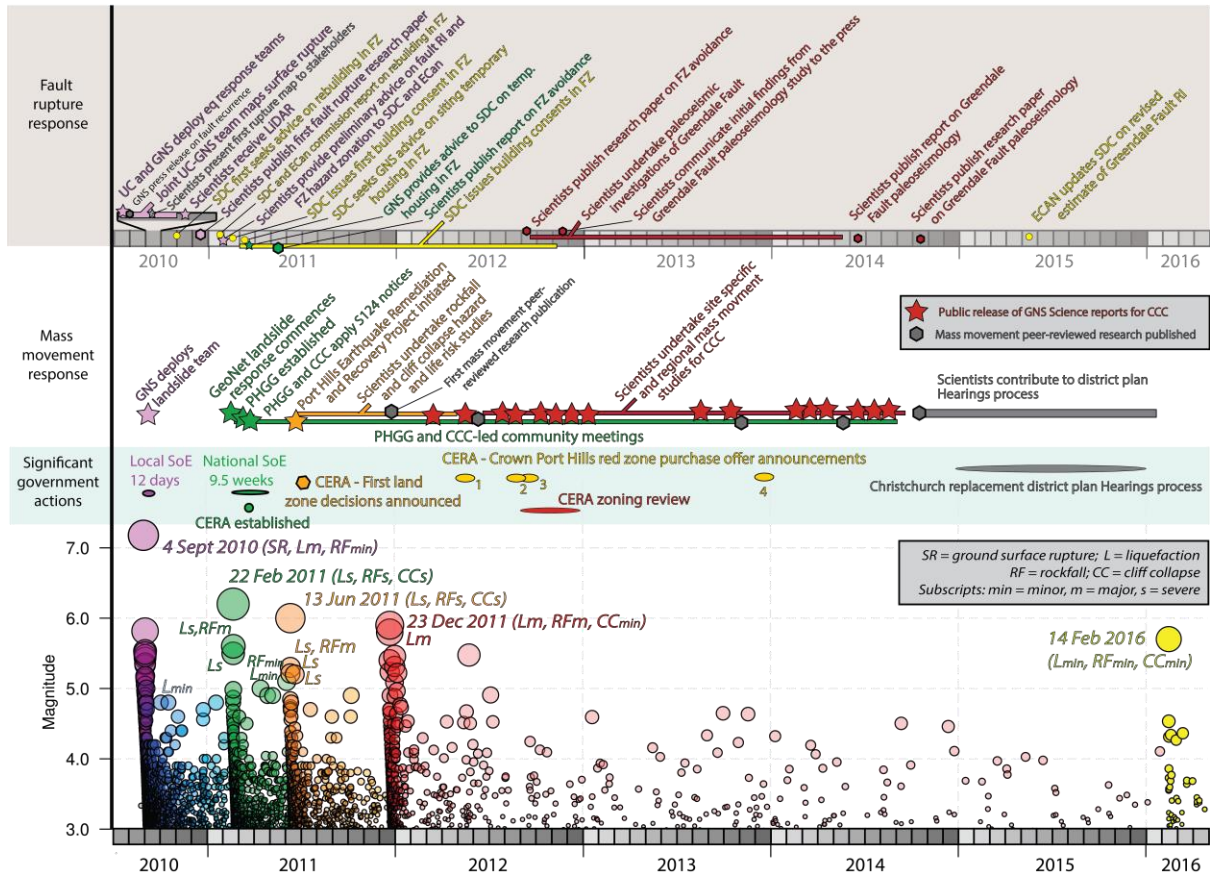 Fault
rupture
response
UC and GNS deploy eq response teams
GNS press release on fault recurrence
Joint UC-GNS team maps surface rupture
Scientists present first rupture map to stakeholders
Scientists receive LiDAR
SDC first seeks advice on rebuilding in FZ
SDC and ECan commission report on rebuilding in FZ
Scientists publish first fault rupture research paper
Scientists provide preliminary advice on fault RI and
FZ hazard zonation to SDC and ECan
SDC issues first building consent in FZ
SDC seeks GNS advice on siting temporary
housing in FZ
GNS provides advice to SDC on temp.
housing in FZ
Scientists publish report on FZ avoidance
SDC issues building consents in FZ
Scientists publish research paper on FZ avoidance
Scientists undertake paleoseismic
investigations of Greendale Fault
Scientists communicate initial findings from
Greendale Fault paleoseismology study to the press
Scientists publish report on Greendale
Fault paleoseismology
Scientists publish research paper
on Greendale Fault paleoseismology
ECAN updates SDC on revised
estimate of Greendale Fault RI
2010 2011 2012 2013 2014 2015 2016
Mass
movement
response
GNS deploys
landslide team
GeoNet landslide
response commences
PHGG established
PHGG and CCC apply S124 notices
Port Hills Earthquake Remediation
and Recovery Project initiated
Scientists undertake rockfall
and cliff collapse hazard
and life risk studies
First mass movement peer-
reviewed research publication
Scientists undertake site specific
and regional mass movment
studies for CCC
Public release of GNS Science reports for CCC
Mass movement peer-reviewed research published
Scientists contribute to district plan
Hearings process
PHGG and CCC-led community meetings
Significant
government
actions
Local SoE
12 days
National SoE
9.5 weeks
CERA established
CERA - First land
zone decisions announced
CERA - Crown Port Hills red zone purchase offer announcements
1
2
3
4
CERA zoning review
Christchurch replacement district plan Hearings process
SR = ground surface rupture; L = liquefaction
RF = rockfall; CC = cliff collapse
Subscripts: min = minor, m = major, s = severe
4 Sept 2010 (SR, Lm, RFmin)
22 Feb 2011 (Ls, RFs, CCs)
13 Jun 2011 (Ls, RFs, CCs)
23 Dec 2011 (Lm, RFm, CCmin)
Lm
14 Feb 2016
(Lmin, RFmin, CCmin)
Ls,RFm
Ls
Lmin
RFmin
Lmin
Ls, RFm
Ls
Ls
Magnitude
7.0
6.0
5.0
4.0
3.0
2010 2011 2012 2013 2014 2015 2016